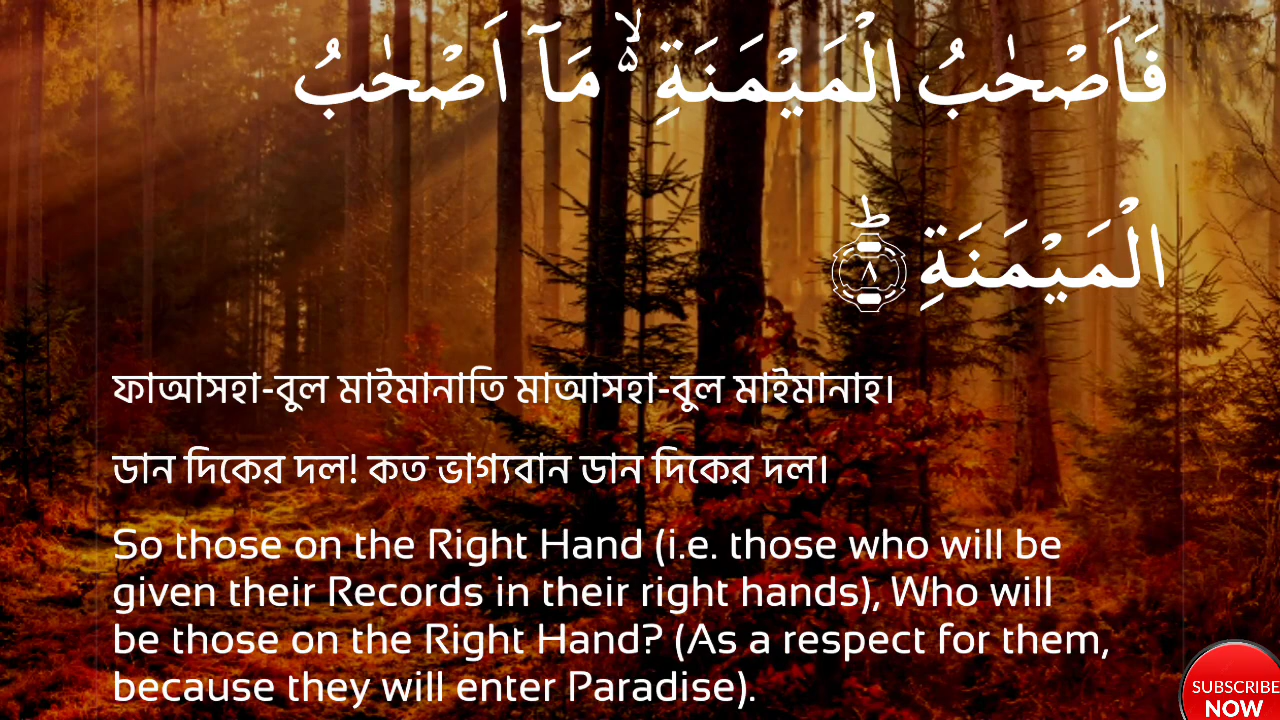 فَاَصْحٰبُ الْمَيْمَنَةِ ۙ۵ مَاۤ اَصْحٰبُ
الْمَيْمَنَةِ ؕ ۸
ফাআসহা-বুল মাইমানাতি মাআসহা-বুল মাইমানাহ।
ডান দিকের দল! কত ভাগ্যবান ডান দিকের দল।
So those on the Right Hand (i.e. those who will be
given their Records in their right hands), Who will
be those on the Right Hand? (As a respect for them,
because they will enter Paradise).
SUBSCRIBE
NOW